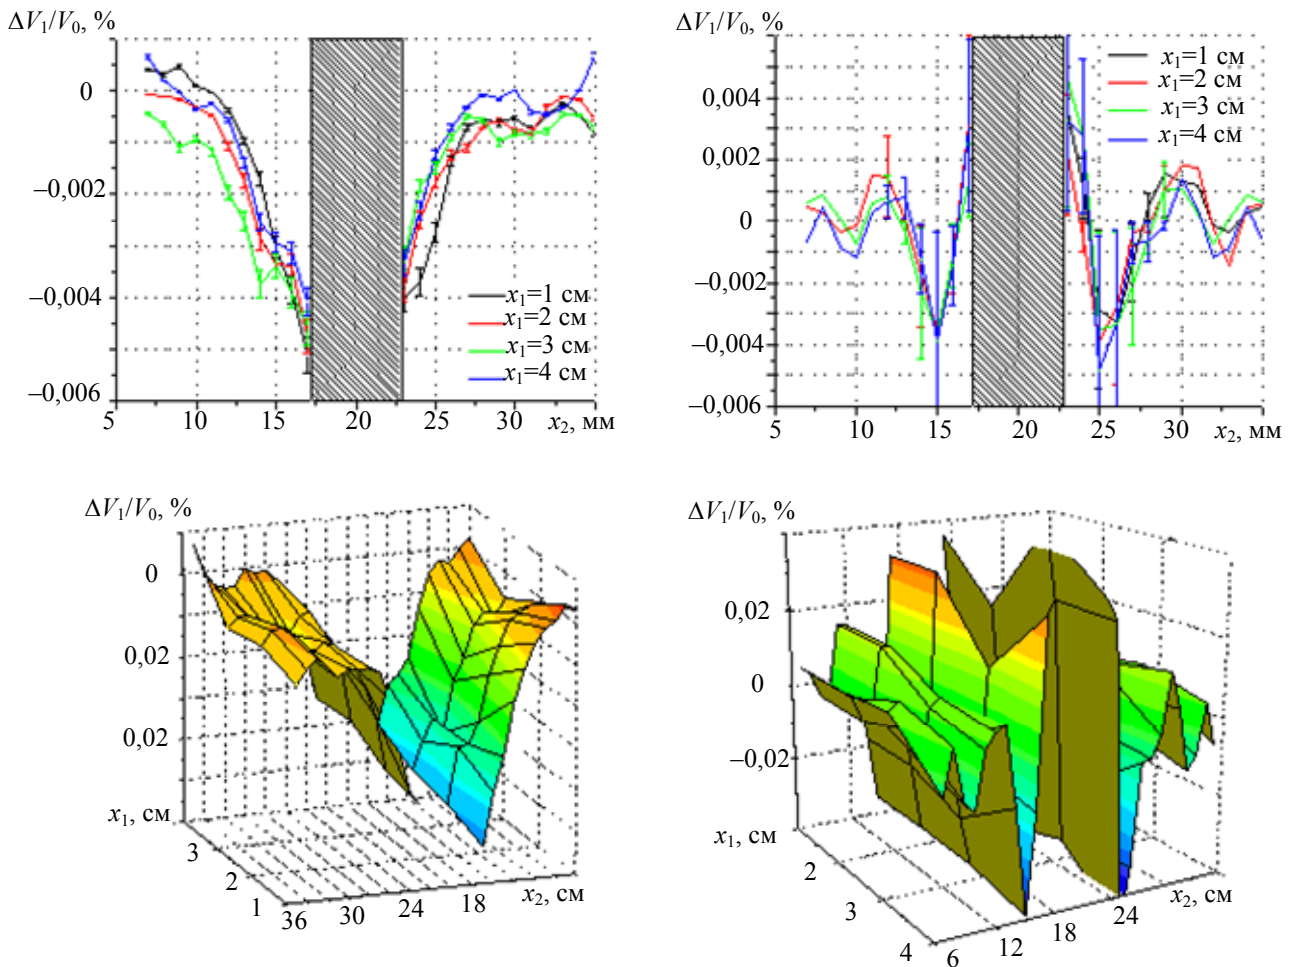 ΔV₁/V₀, %
0
–0,002
–0,004
–0,006
5
10
15
20
25
30
x₂, мм
x₁=1 см
x₁=2 см
x₁=3 см
x₁=4 см
ΔV₁/V₀, %
0,004
0,002
0
–0,002
–0,004
–0,006
5
10
15
20
25
30
x₂, мм
x₁=1 см
x₁=2 см
x₁=3 см
x₁=4 см
ΔV₁/V₀, %
0
0,02
0,02
x₁, см
3
2
1
36
30
24
18
x₂, см
ΔV₁/V₀, %
0,02
0
–0,02
x₁, см
2
3
4
6
12
18
24
x₂, см